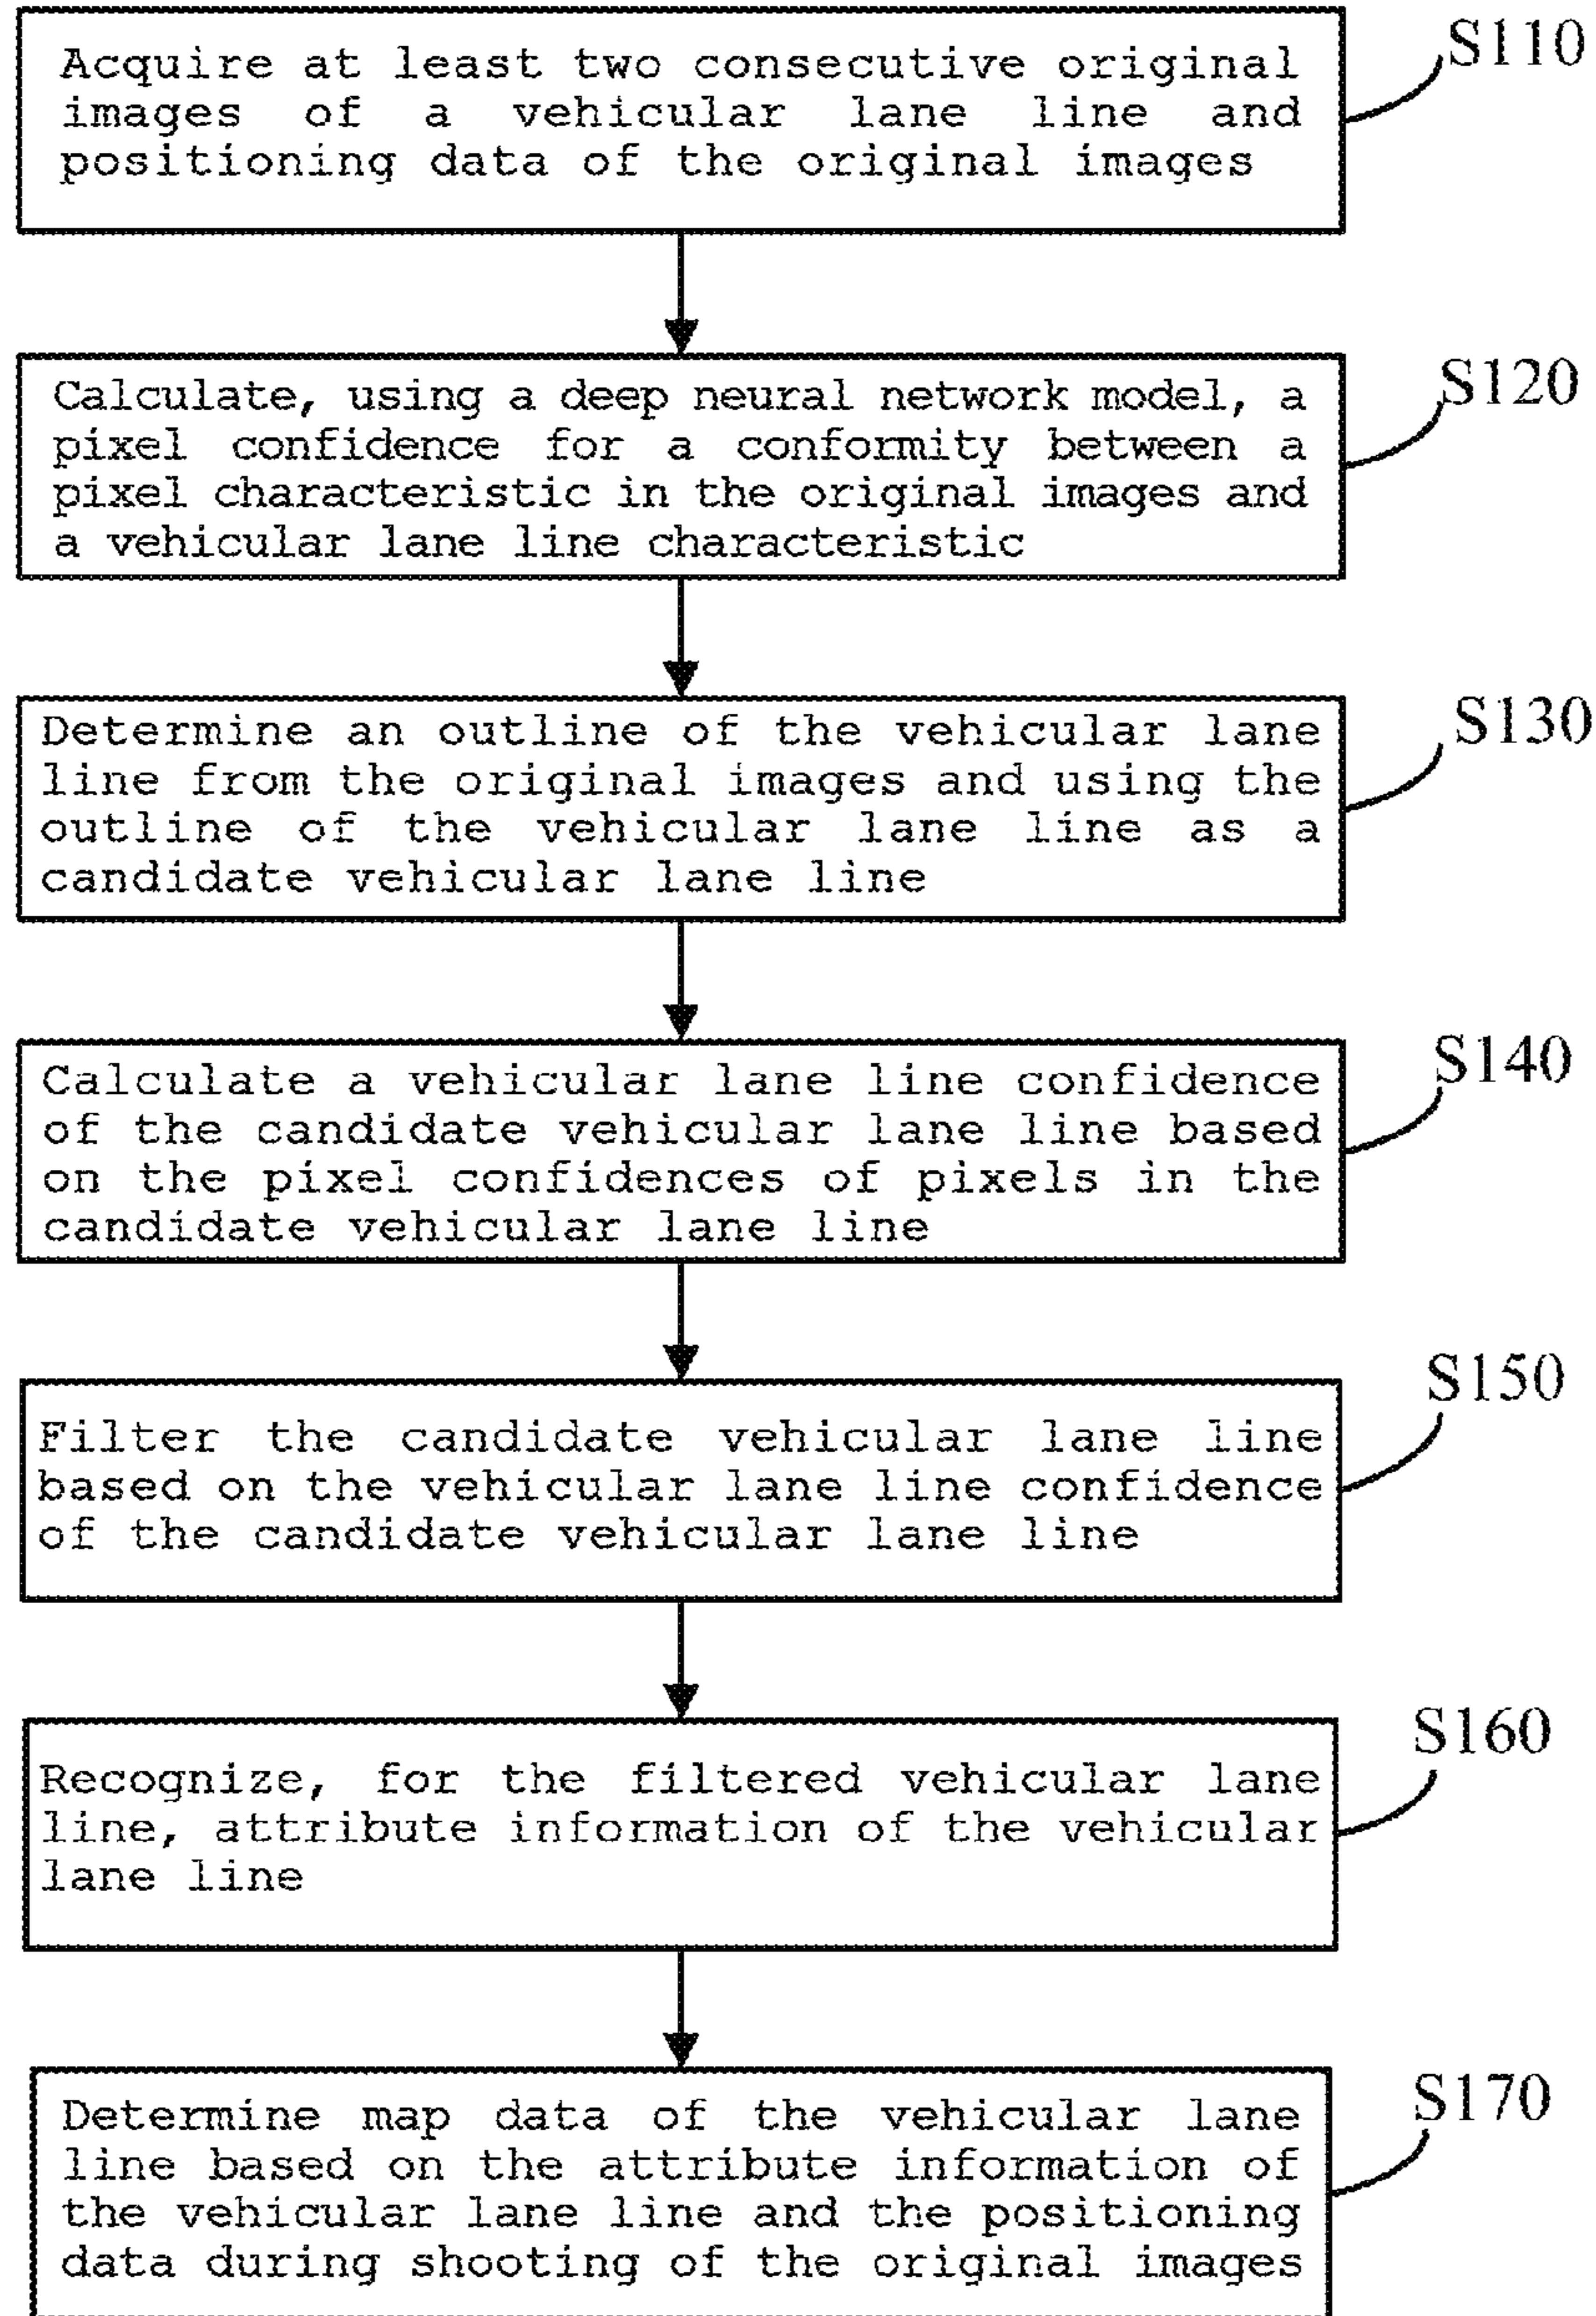 Acquire at least two consecutive original
images of a vehicular lane line and
positioning data of the original images
S110
Calculate, using a deep neural network model, a
pixel confidence for a conformity between a
pixel characteristic in the original images and
a vehicular lane line characteristic
S120
Determine an outline of the vehicular lane
line from the original images and using the
outline of the vehicular lane line as a
candidate vehicular lane line
S130
Calculate a vehicular lane line confidence
of the candidate vehicular lane line based
on the pixel confidences of pixels in the
candidate vehicular lane line
S140
Filter the candidate vehicular lane line
based on the vehicular lane line confidence
of the candidate vehicular lane line
S150
Recognize, for the filtered vehicular lane
line, attribute information of the vehicular
lane line
S160
Determine map data of the vehicular lane
line based on the attribute information of
the vehicular lane line and the positioning
data during shooting of the original images
S170